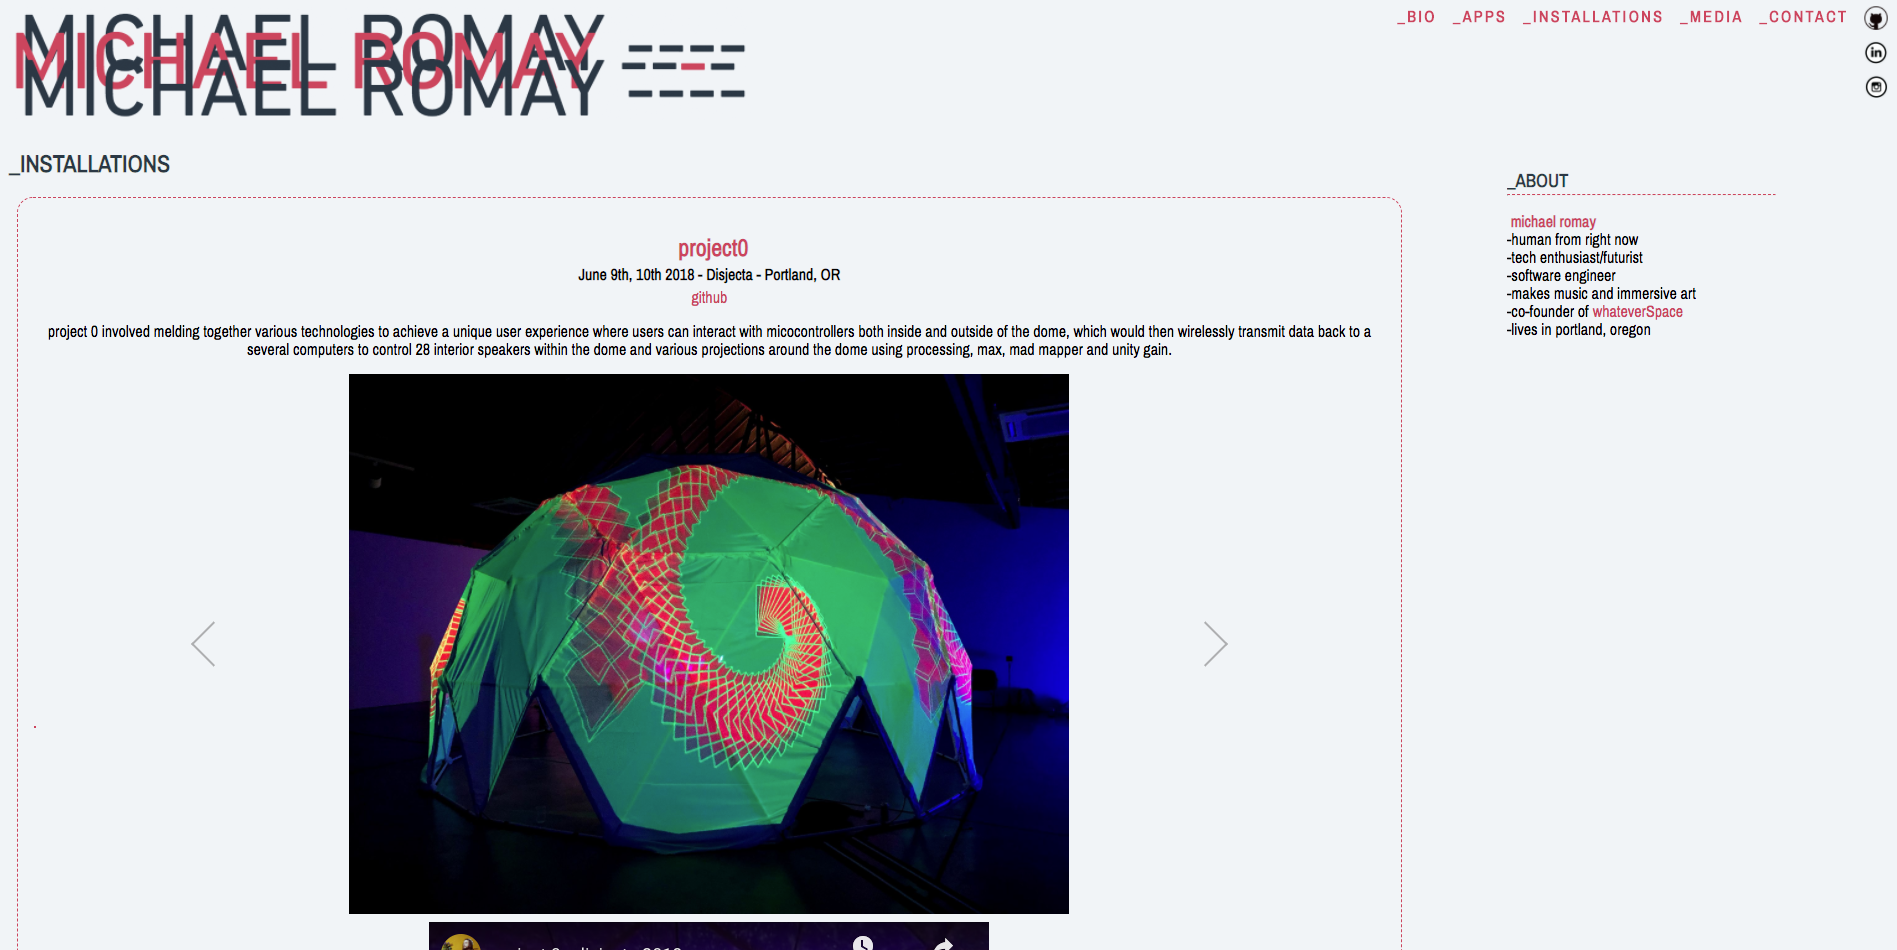 MICHAEL ROMAY
MICHAEL ROMAY
MICHAEL ROMAY
_BIO _APPS _INSTALLATIONS _MEDIA _CONTACT
_INSTALLATIONS
project0
June 9th, 10th 2018 - Disjecta - Portland, OR
github
project 0 involved melding together various technologies to achieve a unique user experience where users can interact with micocontrollers both inside and outside of the dome, which would then wirelessly transmit data back to a
several computers to control 28 interior speakers within the dome and various projections around the dome using processing, max, mad mapper and unity gain.
_ABOUT
michael romay
-human from right now
-tech enthusiast/futurist
-software engineer
-makes music and immersive art
-co-founder of whateverSpace
-lives in portland, oregon